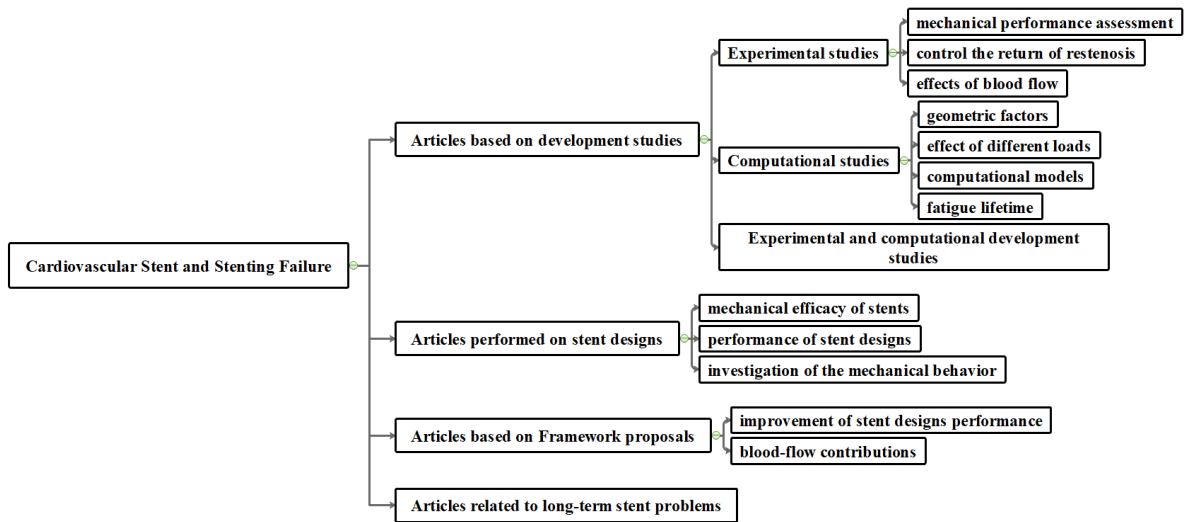 Cardiovascular Stent and Stenting Failure
Articles based on development studies
Experimental studies
mechanical performance assessment
control the return of restenosis
effects of blood flow
Computational studies
geometric factors
effect of different loads
computational models
fatigue lifetime
Experimental and computational development
studies
Articles performed on stent designs
mechanical efficacy of stents
performance of stent designs
investigation of the mechanical behavior
Articles based on Framework proposals
improvement of stent designs performance
blood-flow contributions
Articles related to long-term stent problems